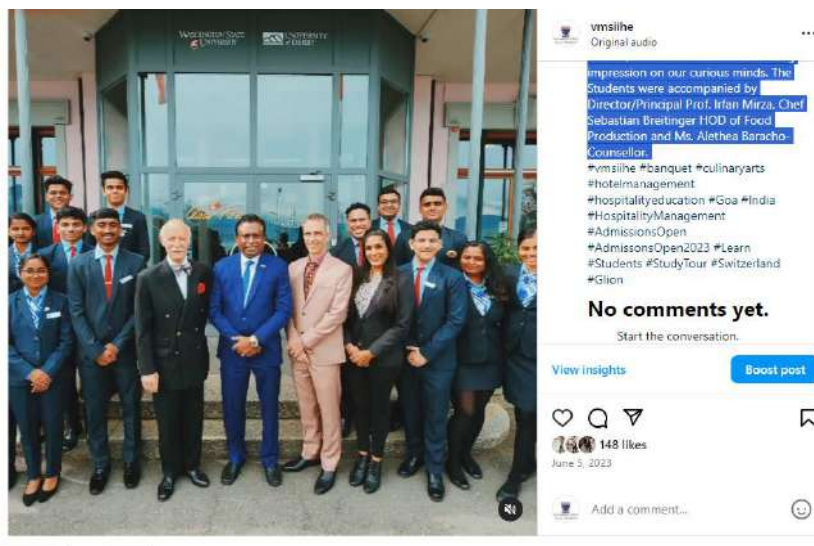 WASHINGTON STATE
UNIVERSITY
UNIVERSITY
of DERBY
vmsiihe
Original audio
impression on our curious minds. The
Students were accompanied by
Director/Principal Prof. Irfan Mirza, Chef
Sebastian Breitinger HOD of Food
Production and Ms. Alethea Baracho-
Counsellor.
#vmsiihe #banquet #culinaryarts
#hotelmanagement
#hospitalityeducation #Goa #India
#HospitalityManagement
#AdmissionsOpen
#AdmissonsOpen2023 #Learn
#Students #StudyTour #Switzerland
#Glion
No comments yet.
Start the conversation.
View insights
Boost post
148 likes
June 5, 2023
Add a comment...